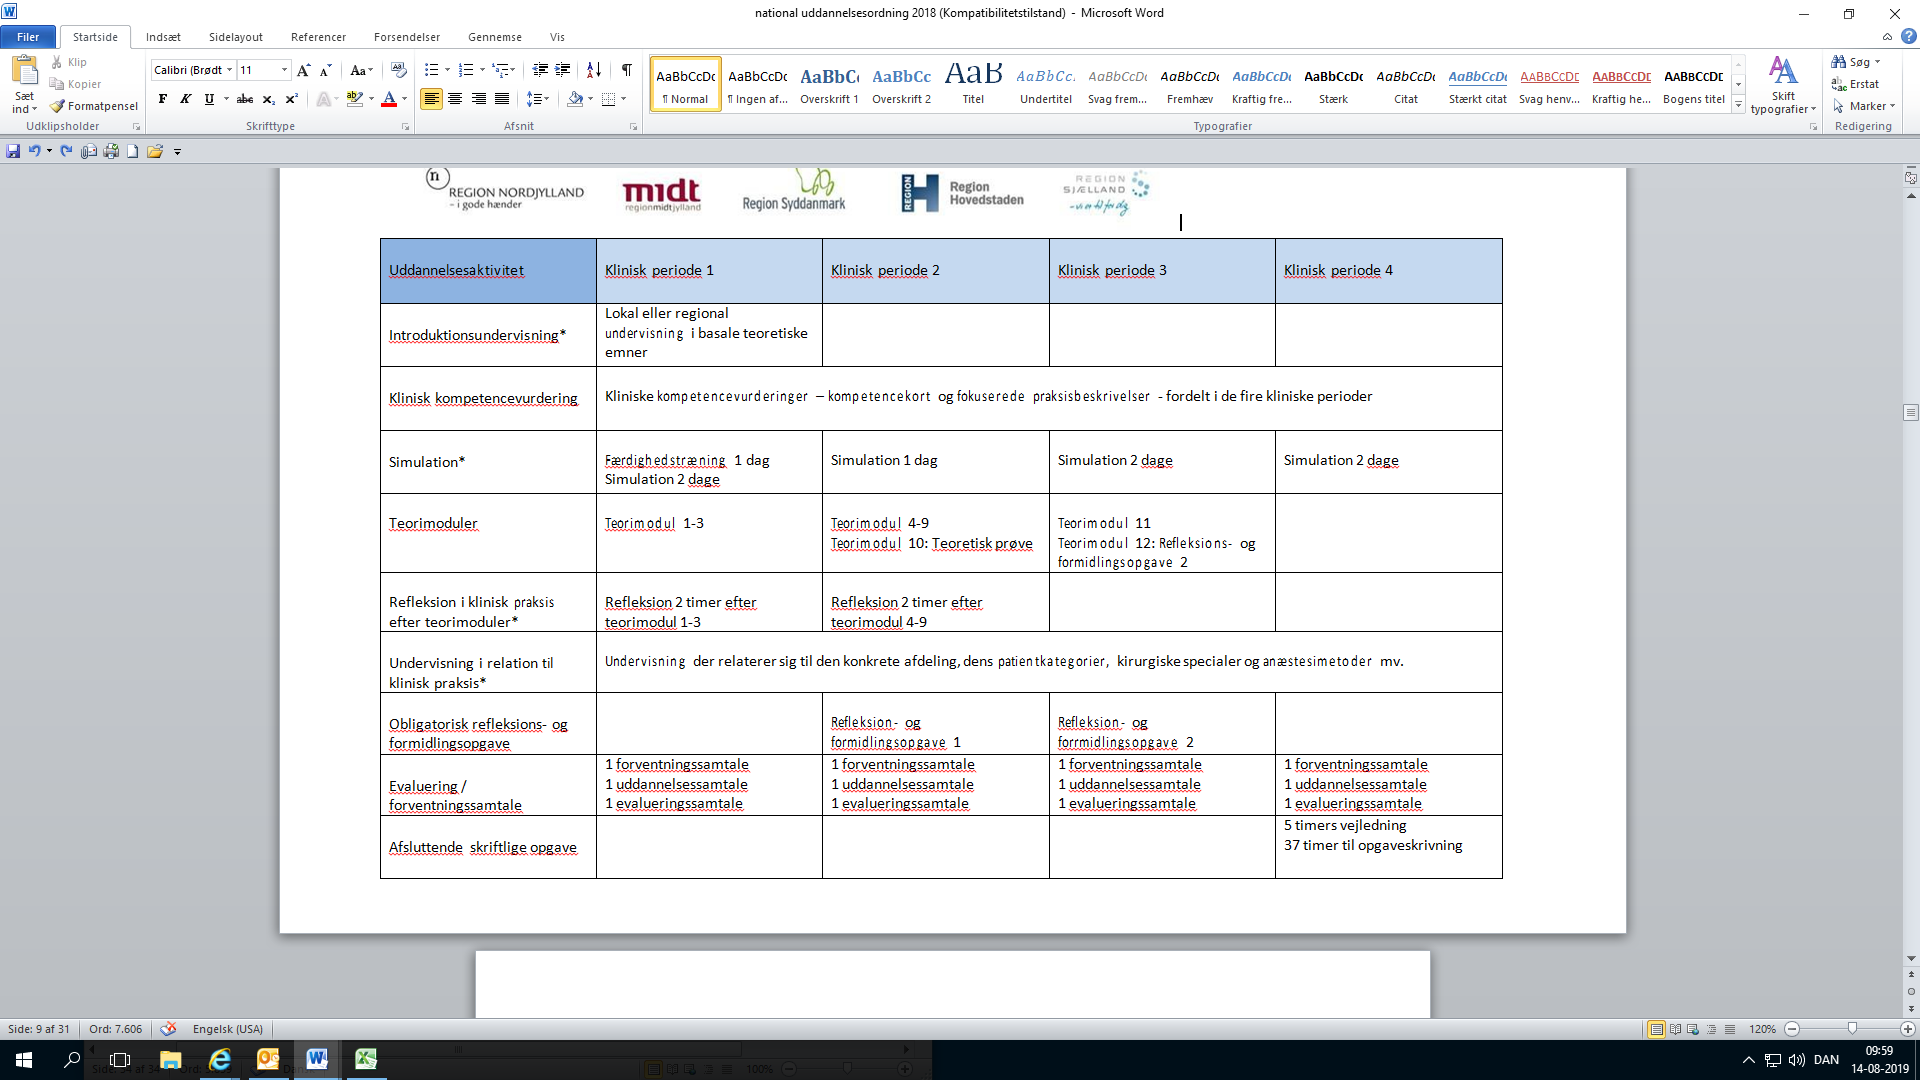 national uddannelsesordning 2018 (Kompatibilitetstilstand) - Microsoft Word
Filer Startside Indsæt Sidelayout Referencer Forsendelser Gennemse Vis
Sæt ind
Klip
Kopier
Formatpensel
Udklipsholder
Calibri (Brødt 11
Aa
F K U abc x₂ x²
Skrifttype
Afsnit
AaBbCcDc AaBbCcDc AaBbCc AaBbCc AaB AaBbCc. AaBbCcDc AaBbCcDc AaBbCcDc AaBbCcDc AaBbCcDc AaBbCcDc AABBCCDE AABBCCDE AABBCCDE
¶ Normal ¶ Ingen af... Overskrift 1 Overskrift 2 Titel Undertitel Svag frem... Fremhæv Kraftig fre... Stærk Citat Stærkt citat Svag henv... Kraftig he... Bogens titel
Typografier
Skift typografier
Søg
Erstat
Marker
Redigering
n
REGION NORDJYLLAND
- i gode hænder
midt
regionmidtjylland
Region Syddanmark
REGION
Region
Hovedstaden
REGION
SJÆLLAND
- vi er til for dig
Uddannelsesaktivitet
Klinisk periode 1
Klinisk periode 2
Klinisk periode 3
Klinisk periode 4
Introduktionsundervisning*
Lokal eller regional
undervisning i basale teoretiske
emner
Klinisk kompetencevurdering
Kliniske kompetencevurderinger – kompetencekort og fokuserede praksisbeskrivelser - fordelt i de fire kliniske perioder
Simulation*
Færdighedstræning 1 dag
Simulation 2 dage
Simulation 1 dag
Simulation 2 dage
Simulation 2 dage
Teorimoduler
Teorimodul 1-3
Teorimodul 4-9
Teorimodul 10: Teoretisk prøve
Teorimodul 11
Teorimodul 12: Refleksions- og
formidlingsopgave 2
Refleksion i klinisk praksis
efter teorimoduler*
Refleksion 2 timer efter
teorimodul 1-3
Refleksion 2 timer efter
teorimodul 4-9
Undervisning i relation til
klinisk praksis*
Undervisning der relaterer sig til den konkrete afdeling, dens patientkategorier, kirurgiske specialer og anæstesimetoder mv.
Obligatorisk refleksions- og
formidlingsopgave
Refleksion- og
formidlingsopgave 1
Refleksion- og
forrmidlingsopgave 2
Evaluering /
forventningssamtale
1 forventningssamtale
1 uddannelsessamtale
1 evalueringssamtale
1 forventningssamtale
1 uddannelsessamtale
1 evalueringssamtale
1 forventningssamtale
1 uddannelsessamtale
1 evalueringssamtale
1 forventningssamtale
1 uddannelsessamtale
1 evalueringssamtale
Afsluttende skriftlige opgave
5 timers vejledning
37 timer til opgaveskrivning
Side: 9 af 31 Ord: 7.606 Engelsk (USA) 120%
100%
DAN
09:59
14-08-2019